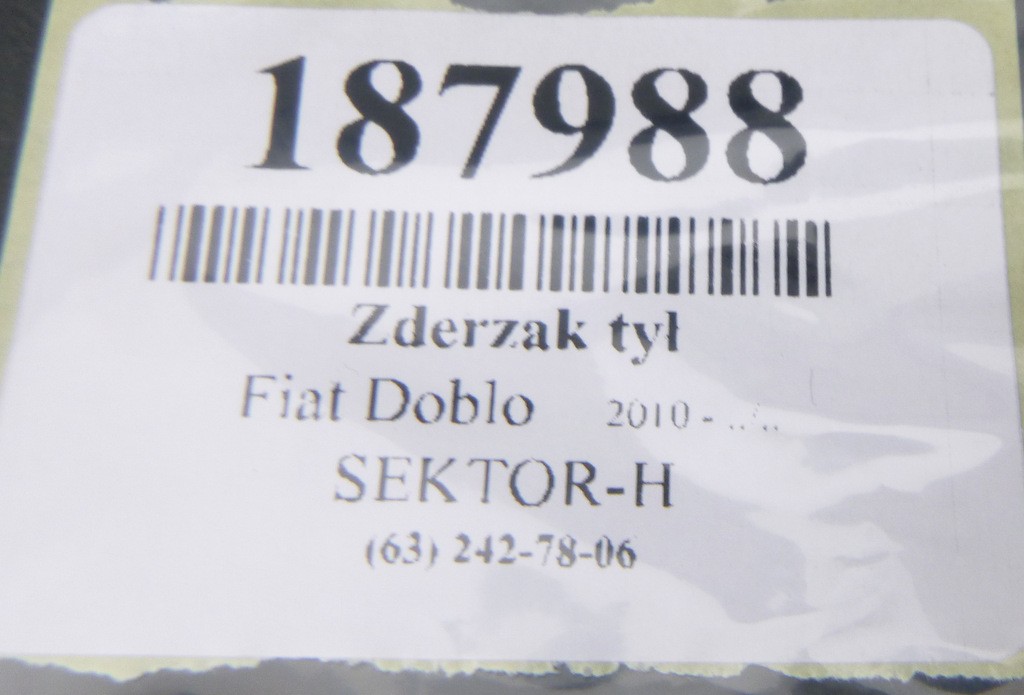 187988
Zderzak tył
Fiat Doblo 2010 - ../..
SEKTOR-H
(63) 242-78-06